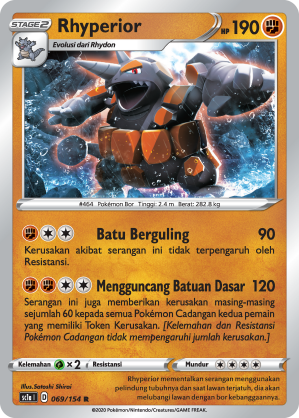 STAGE2
Rhyperior
HP 190
Evolusi dari Rhydon
#464 Pokémon Bor Tinggi: 2.4 m Berat: 282.8 kg
Batu Berguling 90
Kerusakan akibat serangan ini tidak terpengaruh oleh
Resistansi.
Mengguncang Batuan Dasar 120
Serangan ini juga memberikan kerusakan masing-masing
sejumlah 60 kepada semua Pokémon Cadangan kedua pemain
yang memiliki Token Kerusakan. [Kelemahan dan Resistansi
Pokémon Cadangan tidak mempengaruhi jumlah kerusakan.]
Kelemahan ×2 Resistansi Mundur
Illus. Satoshi Shirai
sc1a I D 069/154 R
Rhyperior mementalkan serangan menggunakan
pelindung tubuhnya dan saat lawan terjatuh, dia akan
melubangi lawan dengan bor kebanggaannya.
©2020 Pokémon/Nintendo/Creatures/GAME FREAK.